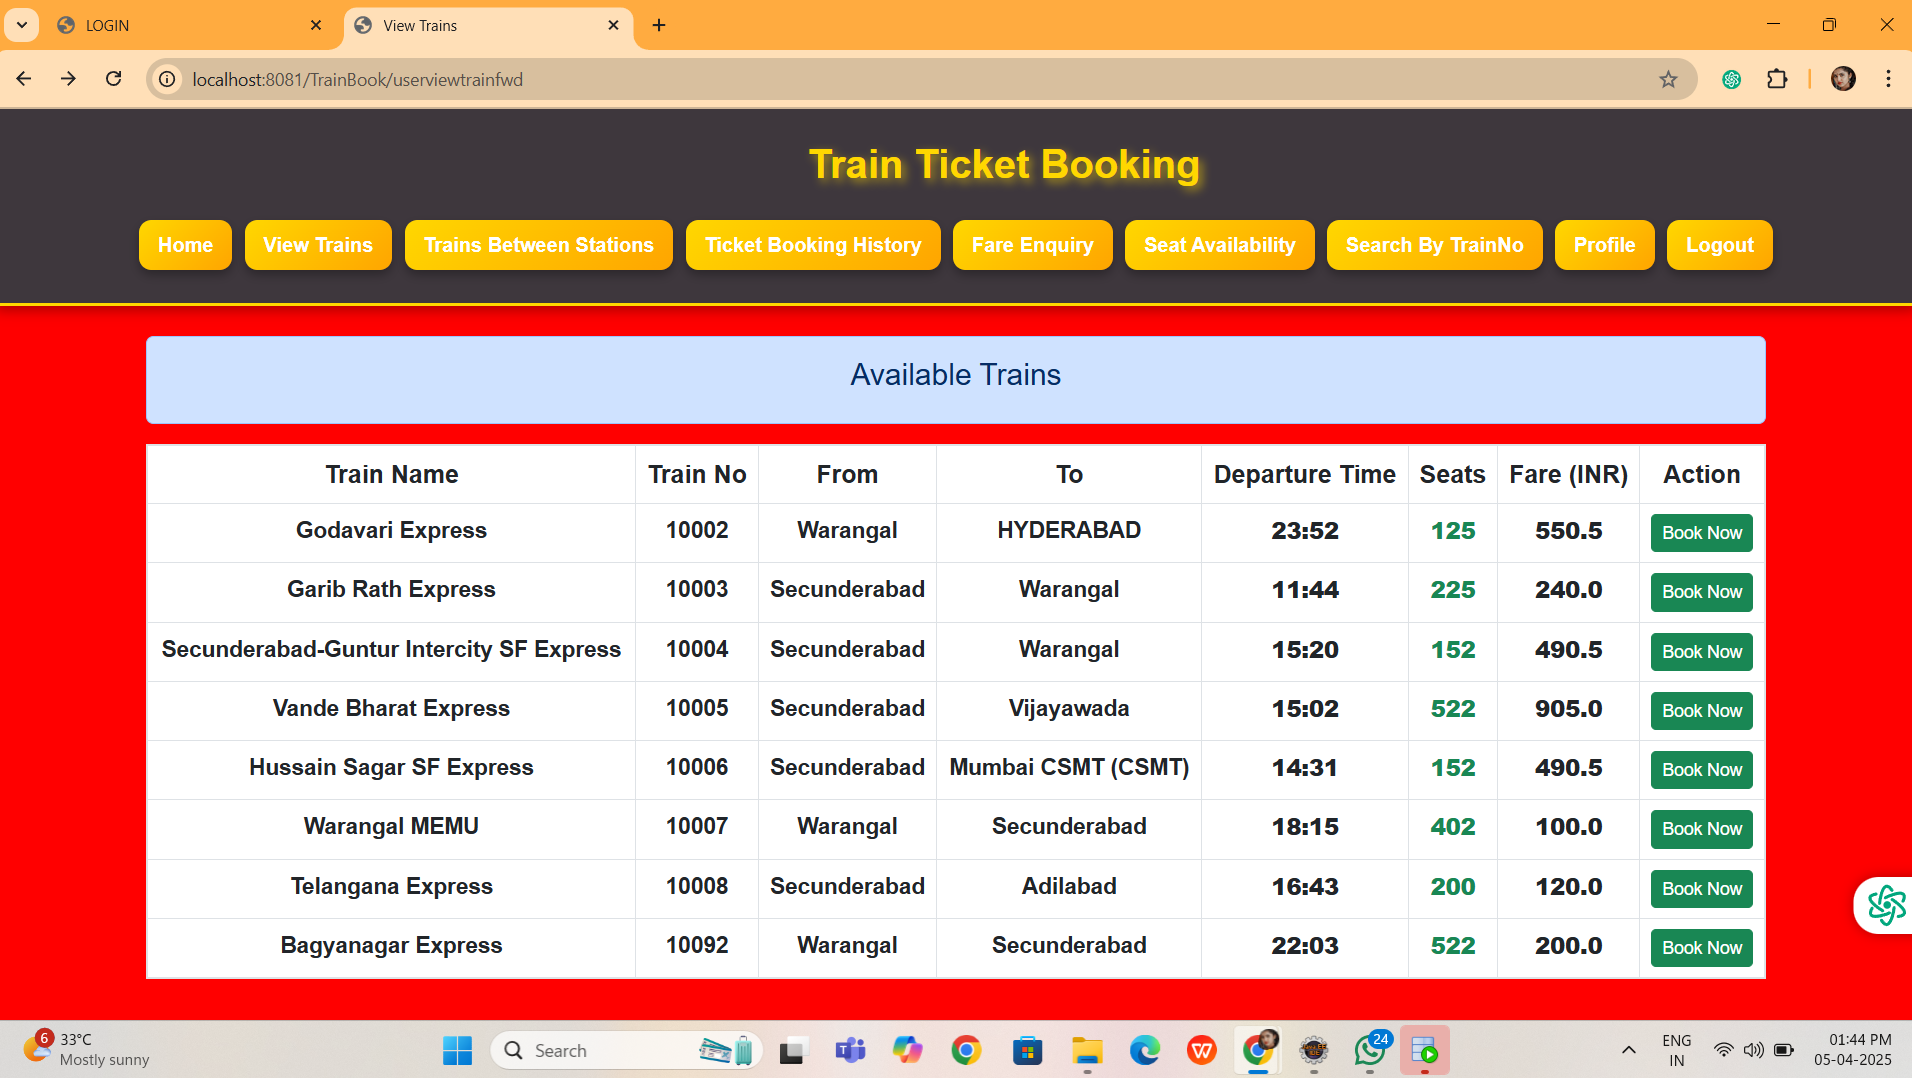 LOGIN
View Trains
localhost:8081/TrainBook/userviewtrainfwd
Train Ticket Booking
Home View Trains Trains Between Stations Ticket Booking History Fare Enquiry Seat Availability Search By TrainNo Profile Logout
Available Trains
Train Name Train No From To Departure Time Seats Fare (INR) Action
Godavari Express 10002 Warangal HYDERABAD 23:52 125 550.5 Book Now
Garib Rath Express 10003 Secunderabad Warangal 11:44 225 240.0 Book Now
Secunderabad-Guntur Intercity SF Express 10004 Secunderabad Warangal 15:20 152 490.5 Book Now
Vande Bharat Express 10005 Secunderabad Vijayawada 15:02 522 905.0 Book Now
Hussain Sagar SF Express 10006 Secunderabad Mumbai CSMT (CSMT) 14:31 152 490.5 Book Now
Warangal MEMU 10007 Warangal Secunderabad 18:15 402 100.0 Book Now
Telangana Express 10008 Secunderabad Adilabad 16:43 200 120.0 Book Now
Bagyanagar Express 10092 Warangal Secunderabad 22:03 522 200.0 Book Now
6
33°C
Mostly sunny
Search
24
ENG
IN
01:44 PM
05-04-2025